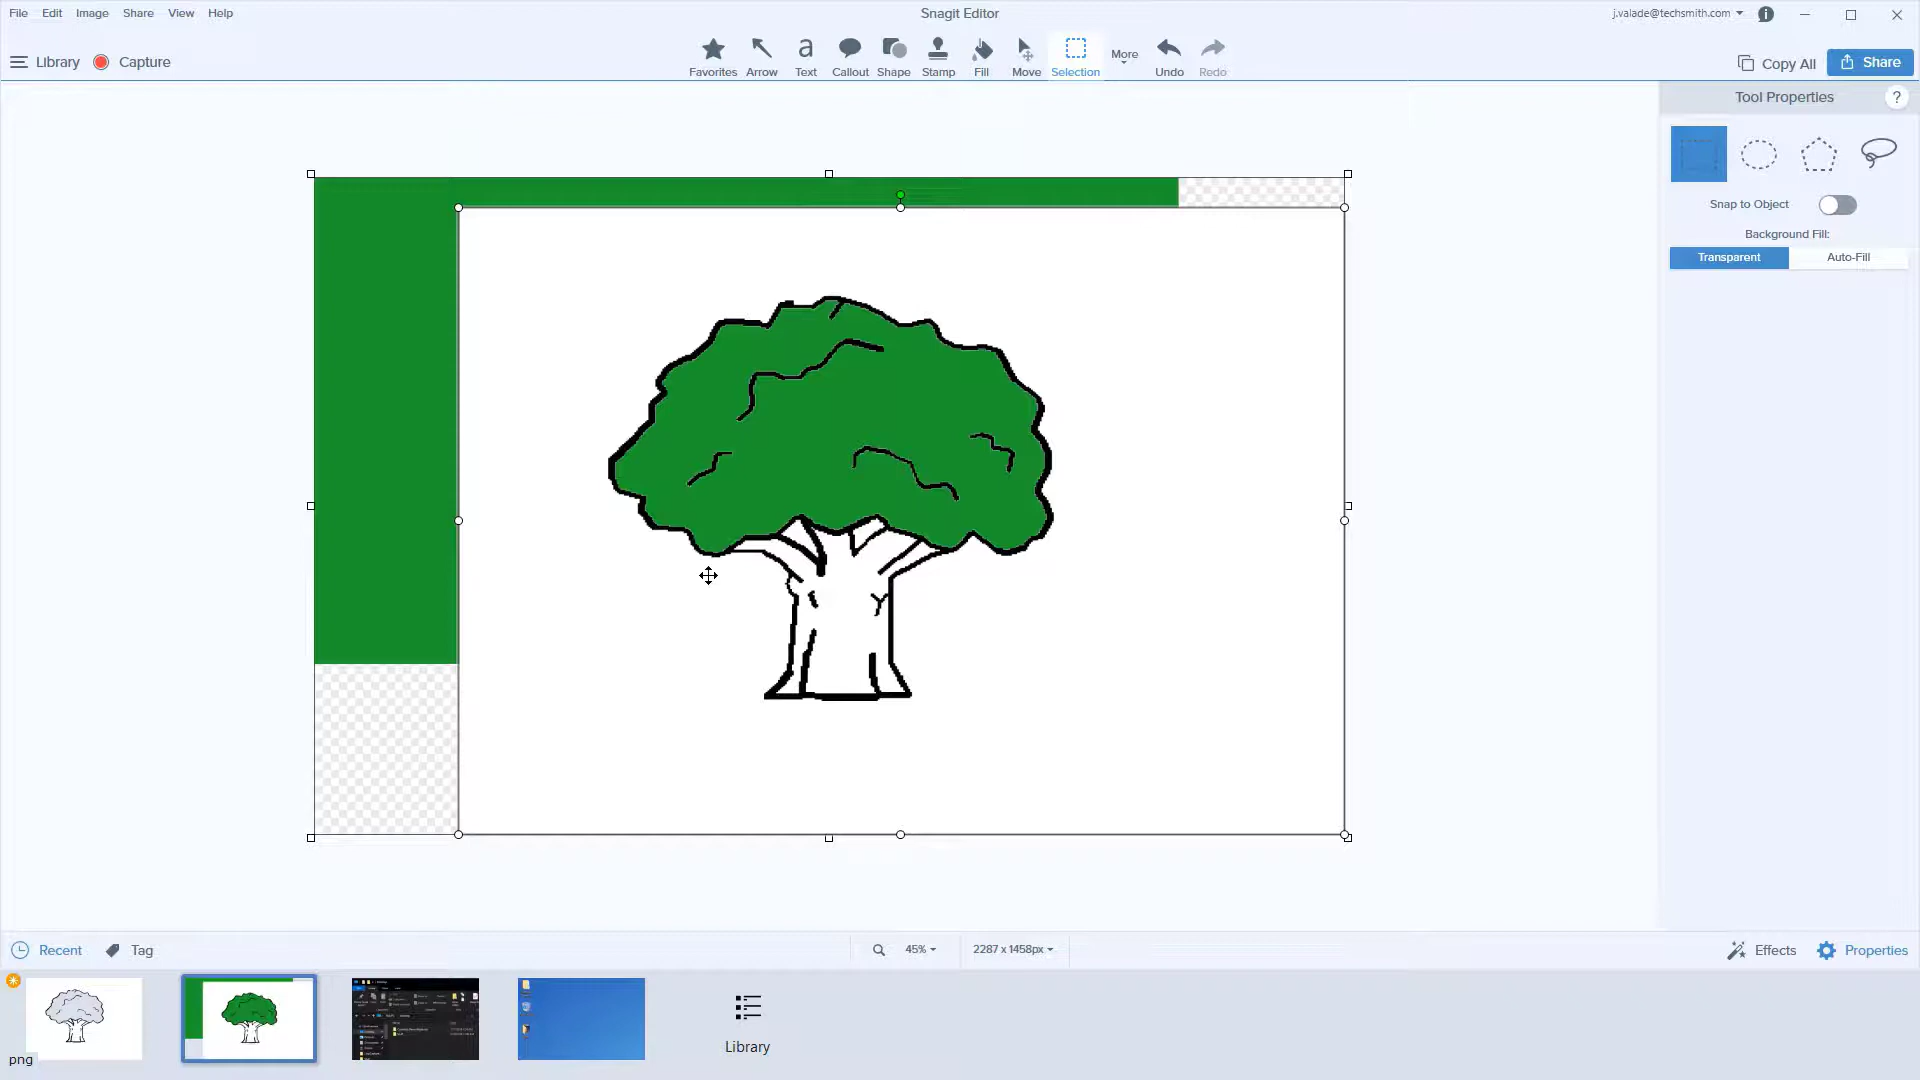 File Edit Image Share View Help
Snagit Editor
j.valade@techsmith.com
Library Capture
Favorites Arrow Text Callout Shape Stamp Fill Move Selection More Undo Redo
Copy All Share
Tool Properties ?
Snap to Object
Background Fill:
Transparent Auto-Fill
Recent Tag
45% 2287 x 1458px
Effects Properties
png
Library